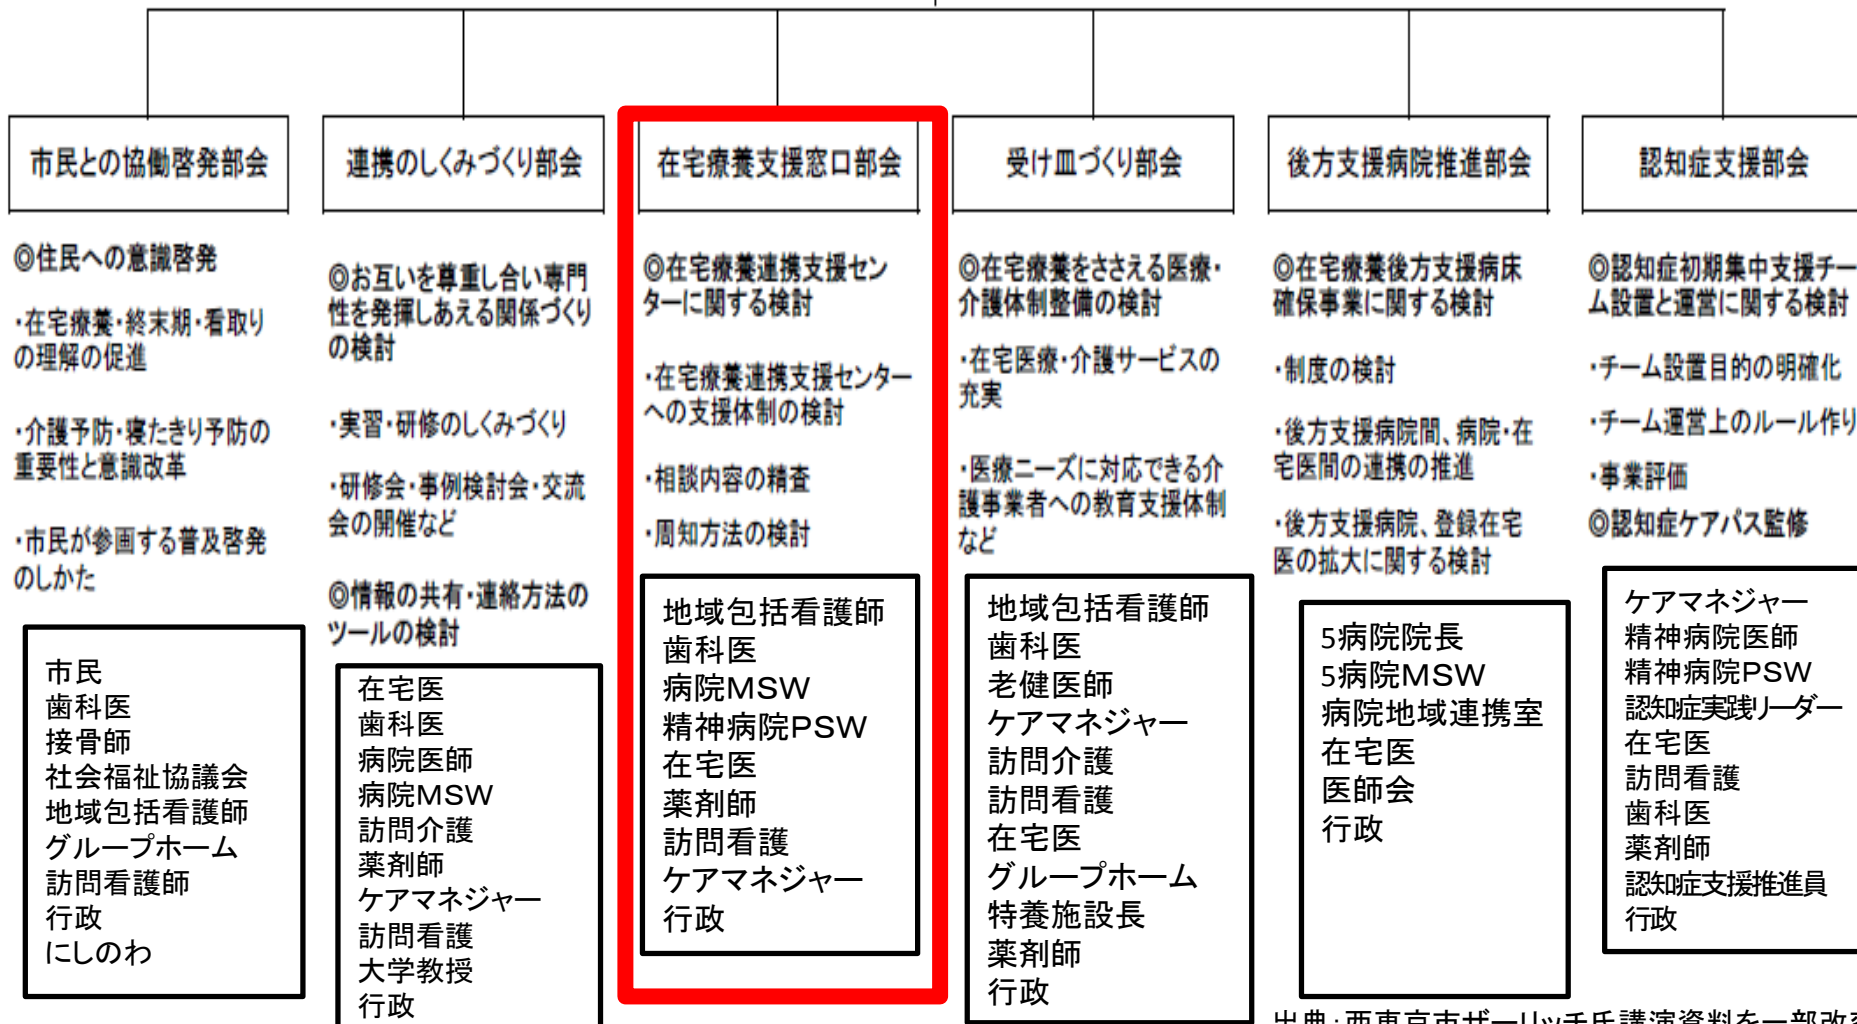 市民との協働啓発部会
◎住民への意識啓発
・在宅療養・終末期・看取り
の理解の促進
・介護予防・寝たきり予防の
重要性と意識改革
・市民が参画する普及啓発
のしかた
市民
歯科医
接骨師
社会福祉協議会
地域包括看護師
グループホーム
訪問看護師
行政
にしのわ
連携のしくみづくり部会
◎お互いを尊重し合い専門
性を発揮しあえる関係づくり
の検討
・実習・研修のしくみづくり
・研修会・事例検討会・交流
会の開催など
◎情報の共有・連絡方法の
ツールの検討
在宅医
歯科医
病院医師
病院MSW
訪問介護
薬剤師
ケアマネジャー
訪問看護
大学教授
行政
在宅療養支援窓口部会
◎在宅療養連携支援セン
ターに関する検討
・在宅療養連携支援センター
への支援体制の検討
・相談内容の精査
・周知方法の検討
地域包括看護師
歯科医
病院MSW
精神病院PSW
在宅医
薬剤師
訪問看護
ケアマネジャー
行政
受け皿づくり部会
◎在宅療養をささえる医療・
介護体制整備の検討
・在宅医療・介護サービスの
充実
・医療ニーズに対応できる介
護事業者への教育支援体制
など
地域包括看護師
歯科医
老健医師
ケアマネジャー
訪問介護
訪問看護
在宅医
グループホーム
特養施設長
薬剤師
行政
後方支援病院推進部会
◎在宅療養後方支援病床
確保事業に関する検討
・制度の検討
・後方支援病院間、病院・在
宅医間の連携の推進
・後方支援病院、登録在宅
医の拡大に関する検討
5病院院長
5病院MSW
病院地域連携室
在宅医
医師会
行政
認知症支援部会
◎認知症初期集中支援チー
ム設置と運営に関する検討
・チーム設置目的の明確化
・チーム運営上のルール作り
・事業評価
◎認知症ケアパス監修
ケアマネジャー
精神病院医師
精神病院PSW
認知症実践リーダー
在宅医
訪問看護
歯科医
薬剤師
認知症支援推進員
行政
出典：西東京市ザーリッチ氏講演資料を一部改変